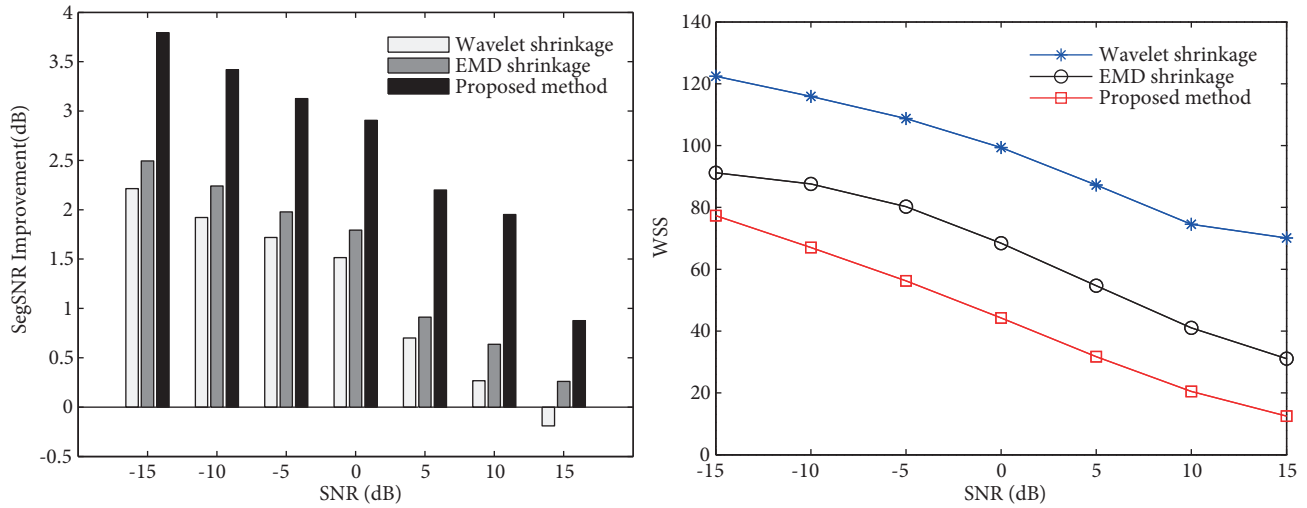 4
3.5
3
2.5
2
1.5
1
0.5
0
-0.5
SegSNR Improvement(dB)
Wavelet shrinkage
EMD shrinkage
Proposed method
-15 -10 -5 0 5 10 15
SNR (dB)
140
120
100
80
60
40
20
0
WSS
Wavelet shrinkage
EMD shrinkage
Proposed method
-15 -10 -5 0 5 10 15
SNR (dB)